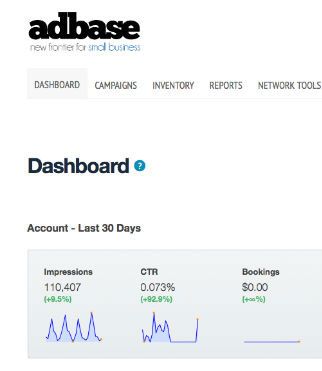 adbase
new frontier for small business
DASHBOARD CAMPAIGNS INVENTORY REPORTS NETWORK TOOLS
Dashboard ?
Account - Last 30 Days
Impressions CTR Bookings
110,407 0.073% $0.00
(+9.5%) (+92.9%) (+∞%)